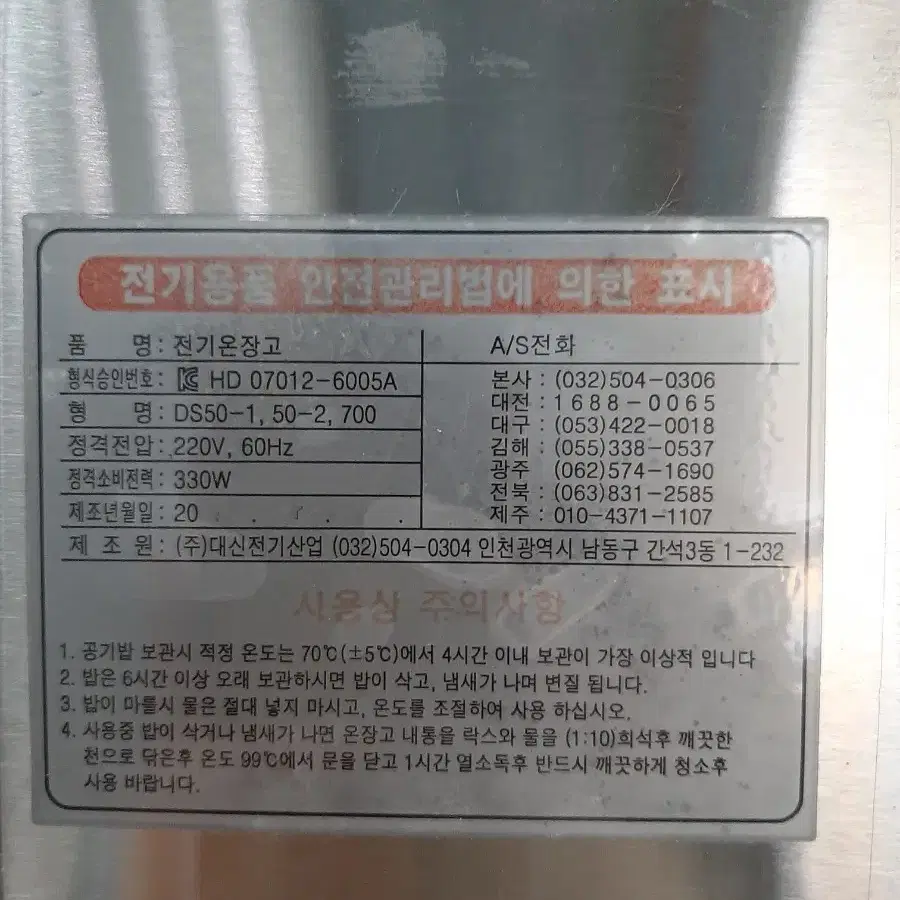 전기용품 안전관리법에 의한 표시
품 명 : 전기온장고
형식승인번호 : HD 07012-6005A
형 명 : DS50-1, 50-2, 700
정격전압 : 220V, 60Hz
정격소비전력 : 330W
제조년월일 : 20 . . .
A/S전화
본사 : (032)504-0306
대전 : 1688-0065
대구 : (053)422-0018
김해 : (055)338-0537
광주 : (062)574-1690
전북 : (063)831-2585
제주 : 010-4371-1107
제 조 원 : (주)대신전기산업 (032)504-0304 인천광역시 남동구 간석3동 1-232
사용상 주의사항
1. 공기밥 보관시 적정 온도는 70℃(±5℃)에서 4시간 이내 보관이 가장 이상적 입니다
2. 밥은 6시간 이상 오래 보관하시면 밥이 삭고, 냄새가 나며 변질 됩니다.
3. 밥이 마를시 물은 절대 넣지 마시고, 온도를 조절하여 사용 하십시오.
4. 사용중 밥이 삭거나 냄새가 나면 온장고 내통을 락스와 물을 (1:10)희석후 깨끗한
천으로 닦은후 온도 99℃에서 문을 닫고 1시간 열소독후 반드시 깨끗하게 청소후
사용 바랍니다.